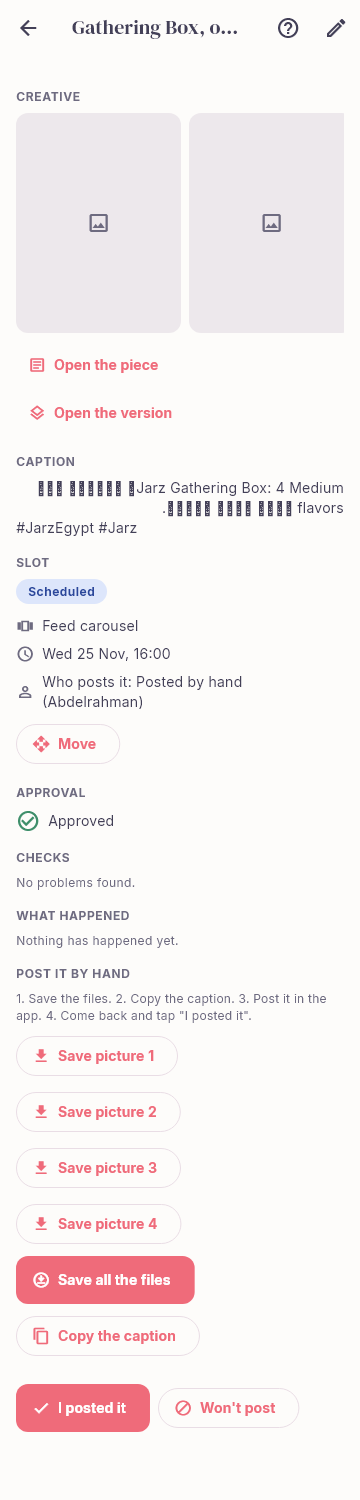 Gathering Box, o...
CREATIVE
Open the piece
Open the version
CAPTION
Jarz Gathering Box: 4 Medium
flavors
#JarzEgypt #Jarz
SLOT
Scheduled
Feed carousel
Wed 25 Nov, 16:00
Who posts it: Posted by hand
(Abdelrahman)
Move
APPROVAL
Approved
CHECKS
No problems found.
WHAT HAPPENED
Nothing has happened yet.
POST IT BY HAND
1. Save the files. 2. Copy the caption. 3. Post it in the
app. 4. Come back and tap "I posted it".
Save picture 1
Save picture 2
Save picture 3
Save picture 4
Save all the files
Copy the caption
I posted it
Won't post